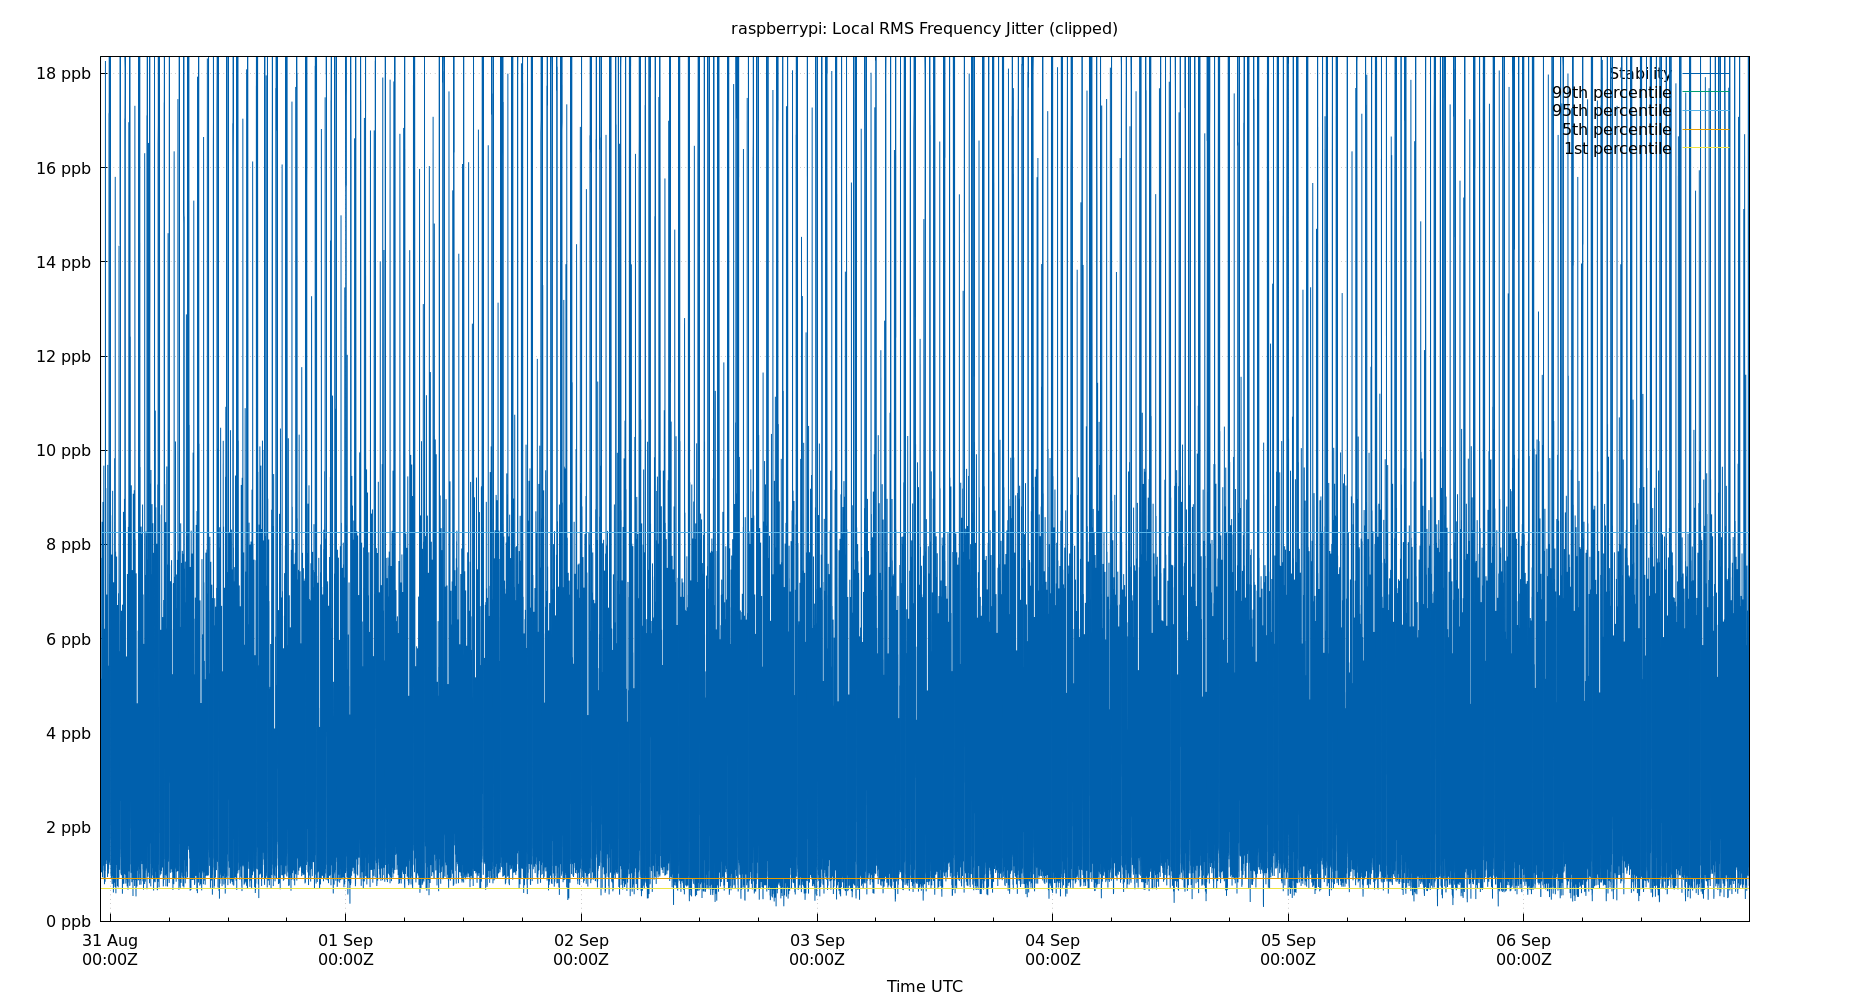 raspberrypi: Local RMS Frequency Jitter (clipped)
18 ppb
16 ppb
14 ppb
12 ppb
10 ppb
8 ppb
6 ppb
4 ppb
2 ppb
0 ppb
Stability
99th percentile
95th percentile
5th percentile
1st percentile
31 Aug
00:00Z
01 Sep
00:00Z
02 Sep
00:00Z
03 Sep
00:00Z
04 Sep
00:00Z
05 Sep
00:00Z
06 Sep
00:00Z
Time UTC